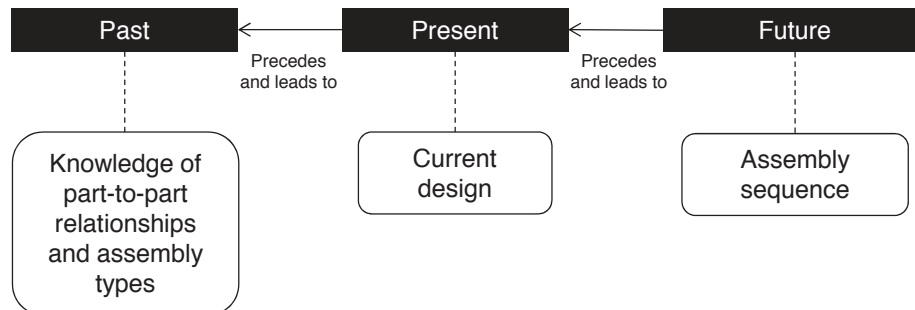 Past
Present
Future
Precedes
and leads to
Precedes
and leads to
Knowledge of
part-to-part
relationships
and assembly
types
Current
design
Assembly
sequence